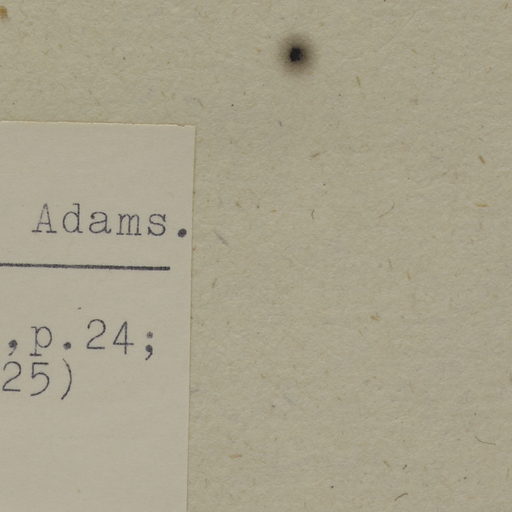 Adams.
,p.24;
25)